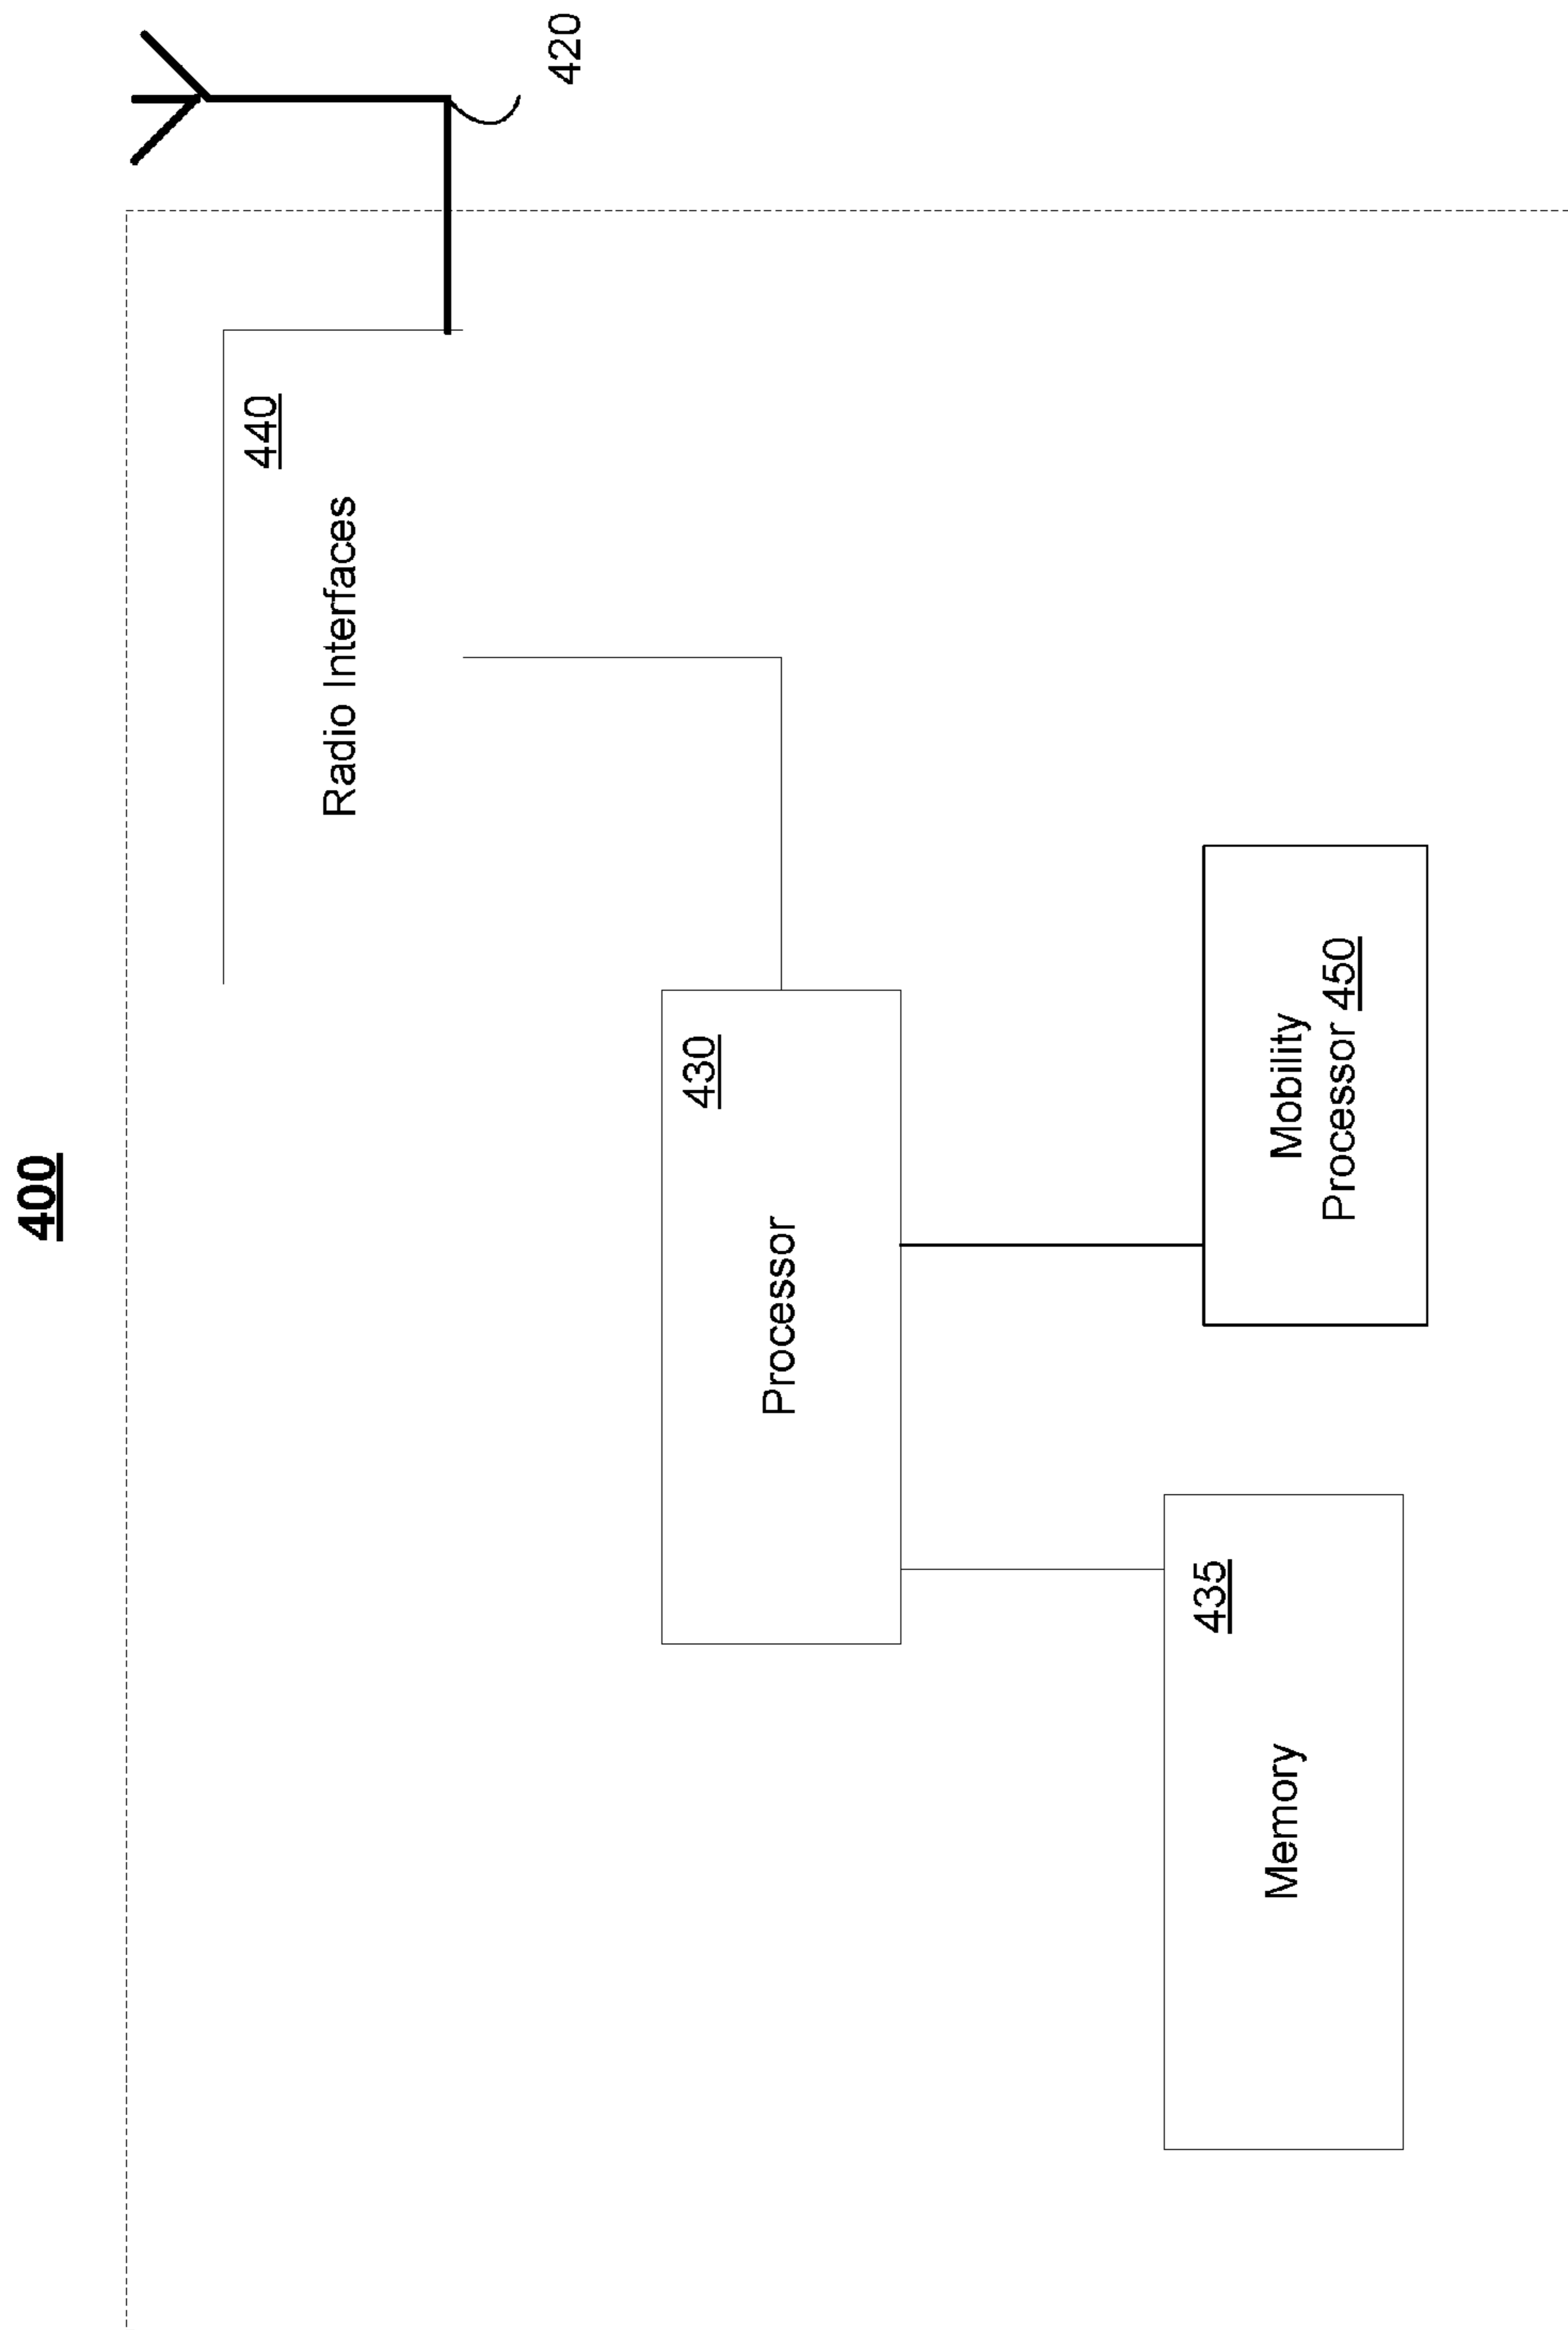 400
420
440
Radio Interfaces
430
Processor
Mobility
Processor 450
435
Memory